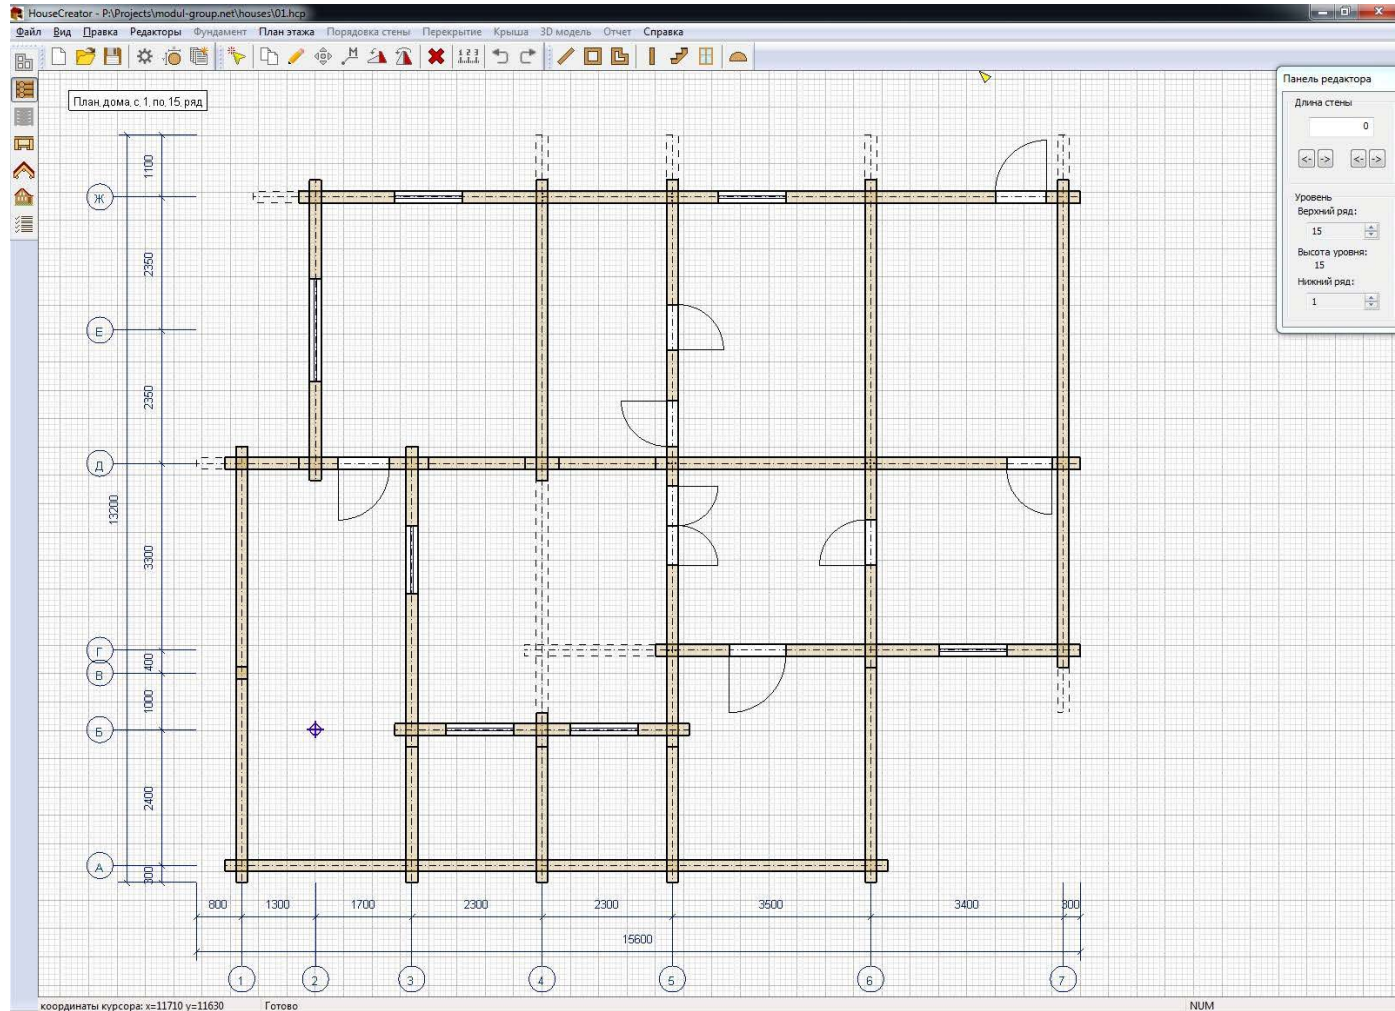 HouseCreator - P:\Projects\modul-group.net\houses\01.hcp
Файл Вид Правка Редакторы Фундамент План этажа Порядовка стены Перекрытие Крыша 3D модель Отчет Справка
М
1 2 3
План, дома, с, 1, по, 15, ряд
Панель редактора
Длина стены
0
<- -> <- ->
Уровень
Верхний ряд:
15
Высота уровня:
15
Нижний ряд:
1
1100
Ж
2350
Е
2350
Д
13200
3300
Г
400
В
1000
Б
2400
А
300
800 1300 1700 2300 2300 3500 3400 300
15600
1 2 3 4 5 6 7
координаты курсора: x=11710 y=11630 Готово NUM